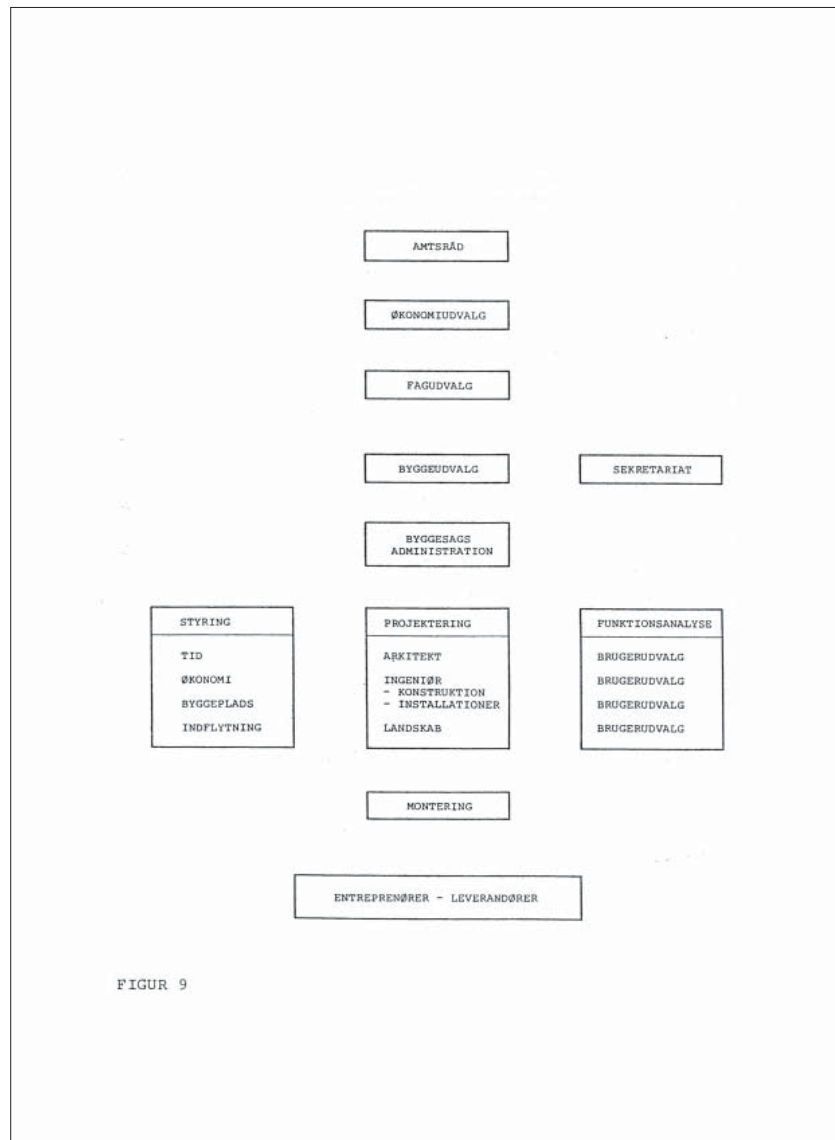 AMTSRÅD
ØKONOMIUDVALG
FAGUDVALG
BYGGEUDVALG
SEKRETARIAT
BYGGESAGS
ADMINISTRATION
STYRING
TID
ØKONOMI
BYGGEPLADS
INDFLYTNING
PROJEKTERING
ARKITEKT
INGENIØR
- KONSTRUKTION
- INSTALLATIONER
LANDSKAB
FUNKTIONSANALYSE
BRUGERUDVALG
BRUGERUDVALG
BRUGERUDVALG
BRUGERUDVALG
MONTERING
ENTREPRENØRER - LEVERANDØRER
FIGUR 9